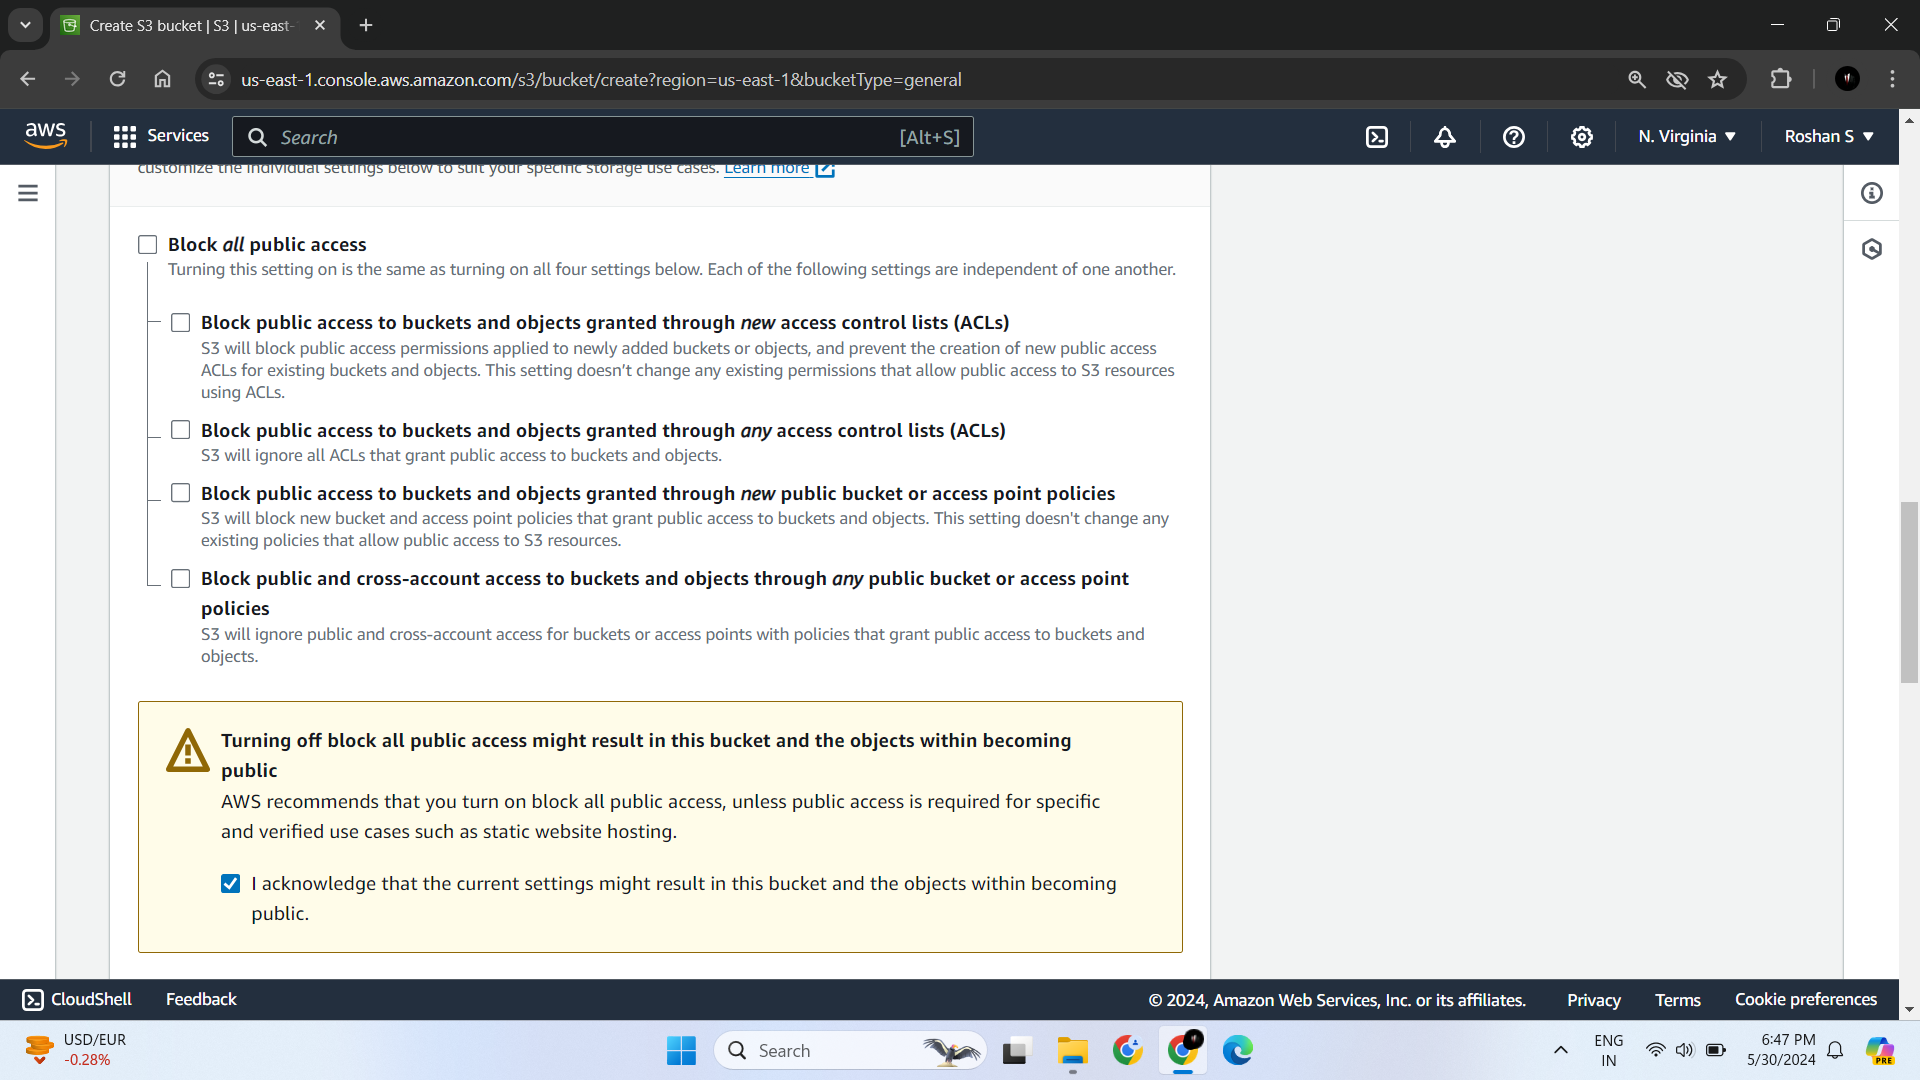 Create S3 bucket | S3 | us-east-
us-east-1.console.aws.amazon.com/s3/bucket/create?region=us-east-1&bucketType=general
aws
Services
Search
[Alt+S]
N. Virginia
Roshan S
customize the individual settings below to suit your specific storage use cases. Learn more
Block all public access
Turning this setting on is the same as turning on all four settings below. Each of the following settings are independent of one another.
Block public access to buckets and objects granted through new access control lists (ACLs)
S3 will block public access permissions applied to newly added buckets or objects, and prevent the creation of new public access
ACLs for existing buckets and objects. This setting doesn't change any existing permissions that allow public access to S3 resources
using ACLs.
Block public access to buckets and objects granted through any access control lists (ACLs)
S3 will ignore all ACLs that grant public access to buckets and objects.
Block public access to buckets and objects granted through new public bucket or access point policies
S3 will block new bucket and access point policies that grant public access to buckets and objects. This setting doesn't change any
existing policies that allow public access to S3 resources.
Block public and cross-account access to buckets and objects through any public bucket or access point
policies
S3 will ignore public and cross-account access for buckets or access points with policies that grant public access to buckets and
objects.
Turning off block all public access might result in this bucket and the objects within becoming
public
AWS recommends that you turn on block all public access, unless public access is required for specific
and verified use cases such as static website hosting.
I acknowledge that the current settings might result in this bucket and the objects within becoming
public.
CloudShell
Feedback
© 2024, Amazon Web Services, Inc. or its affiliates.
Privacy
Terms
Cookie preferences
USD/EUR
-0.28%
Search
ENG
IN
6:47 PM
5/30/2024
PRE